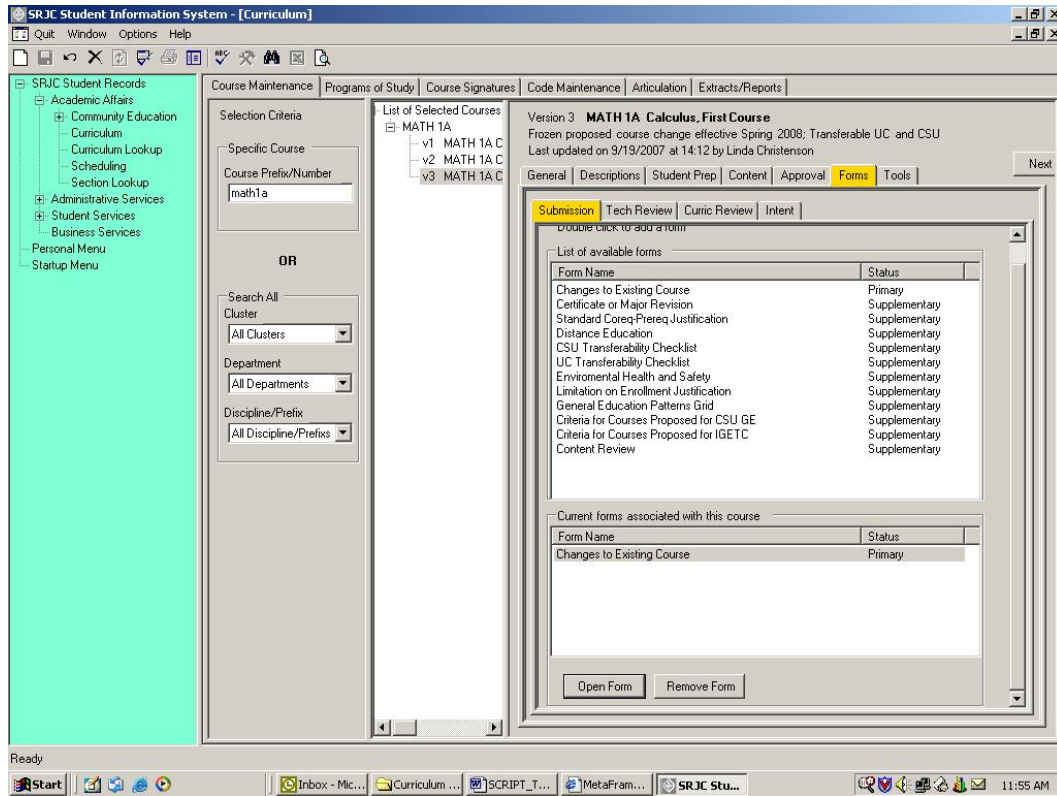 SRJC Student Information System - [Curriculum]
Quit Window Options Help
ABC
SRJC Student Records
Academic Affairs
Community Education
Curriculum
Curriculum Lookup
Scheduling
Section Lookup
Administrative Services
Student Services
Business Services
Personal Menu
Startup Menu
Course Maintenance Programs of Study Course Signatures Code Maintenance Articulation Extracts/Reports
Selection Criteria
Specific Course
Course Prefix/Number
math1a
OR
Search All
Cluster
All Clusters
Department
All Departments
Discipline/Prefix
All Discipline/Prefixs
List of Selected Courses
MATH 1A
v1 MATH 1A C
v2 MATH 1A C
v3 MATH 1A C
Version 3 MATH 1A Calculus, First Course
Frozen proposed course change effective Spring 2008; Transferable UC and CSU
Last updated on 9/19/2007 at 14:12 by Linda Christenson
Next
General Descriptions Student Prep Content Approval Forms Tools
Submission Tech Review Curric Review Intent
Double click to add a form
List of available forms
Form Name Status
Changes to Existing Course Primary
Certificate or Major Revision Supplementary
Standard Coreq-Prereq Justification Supplementary
Distance Education Supplementary
CSU Transferability Checklist Supplementary
UC Transferability Checklist Supplementary
Enviromental Health and Safety Supplementary
Limitation on Enrollment Justification Supplementary
General Education Patterns Grid Supplementary
Criteria for Courses Proposed for CSU GE Supplementary
Criteria for Courses Proposed for IGETC Supplementary
Content Review Supplementary
Current forms associated with this course
Form Name Status
Changes to Existing Course Primary
Open Form Remove Form
Ready
Start Inbox - Mic... Curriculum ... SCRIPT_T... MetaFram... SRJC Stu... 11:55 AM